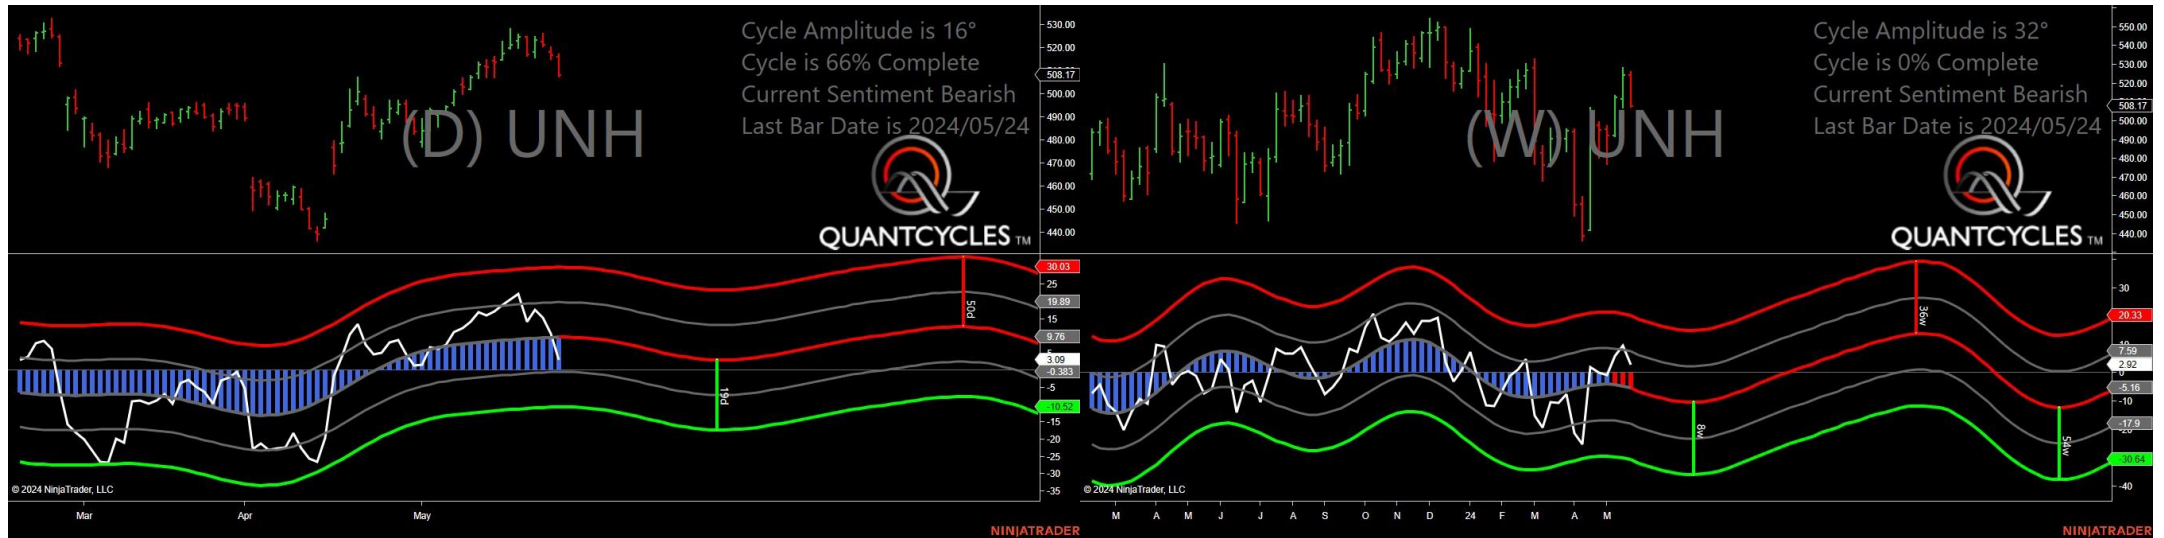 Cycle Amplitude is 16°
Cycle is 66% Complete
Current Sentiment Bearish
Last Bar Date is 2024/05/24
(D) UNH
QUANTCYCLES TM
530.00
520.00
508.17
500.00
490.00
480.00
470.00
460.00
450.00
440.00
30.03
25
19.89
15
9.76
3.09
-0.383
-5
-10.52
-15
-20
-25
-30
-35
50d
19d
© 2024 NinjaTrader, LLC
Mar Apr May
NINJATRADER
Cycle Amplitude is 32°
Cycle is 0% Complete
Current Sentiment Bearish
Last Bar Date is 2024/05/24
(W) UNH
QUANTCYCLES TM
550.00
540.00
530.00
520.00
508.17
500.00
490.00
480.00
470.00
460.00
450.00
440.00
30
20.33
7.59
2.92
0
-5.16
-10
-17.9
-30.64
-40
36w
8w
54w
© 2024 NinjaTrader, LLC
M A M J J A S O N D 24 F M A M
NINJATRADER